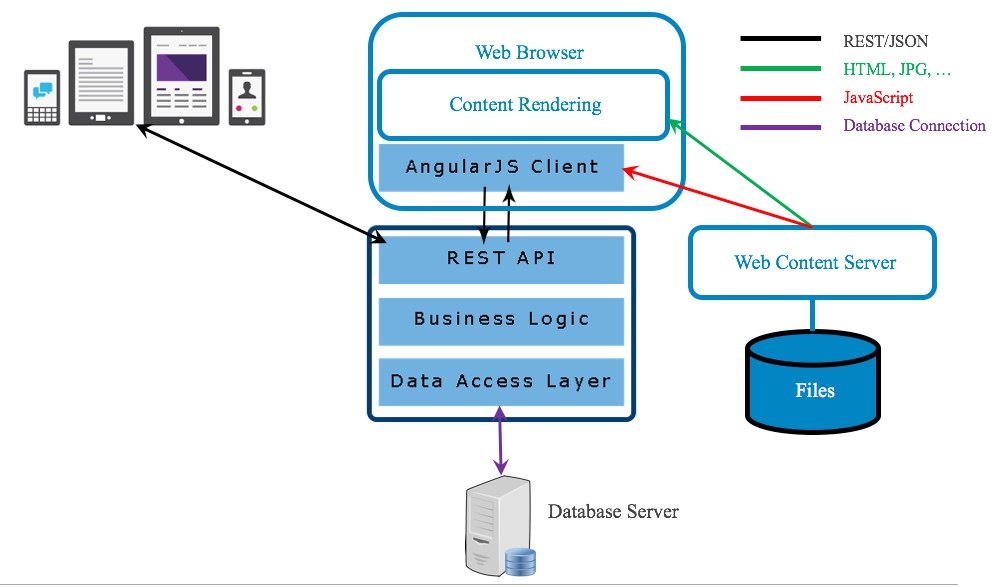 Web Browser
Content Rendering
AngularJS Client
REST API
Business Logic
Data Access Layer
Database Server
Web Content Server
Files
REST/JSON
HTML, JPG, …
JavaScript
Database Connection